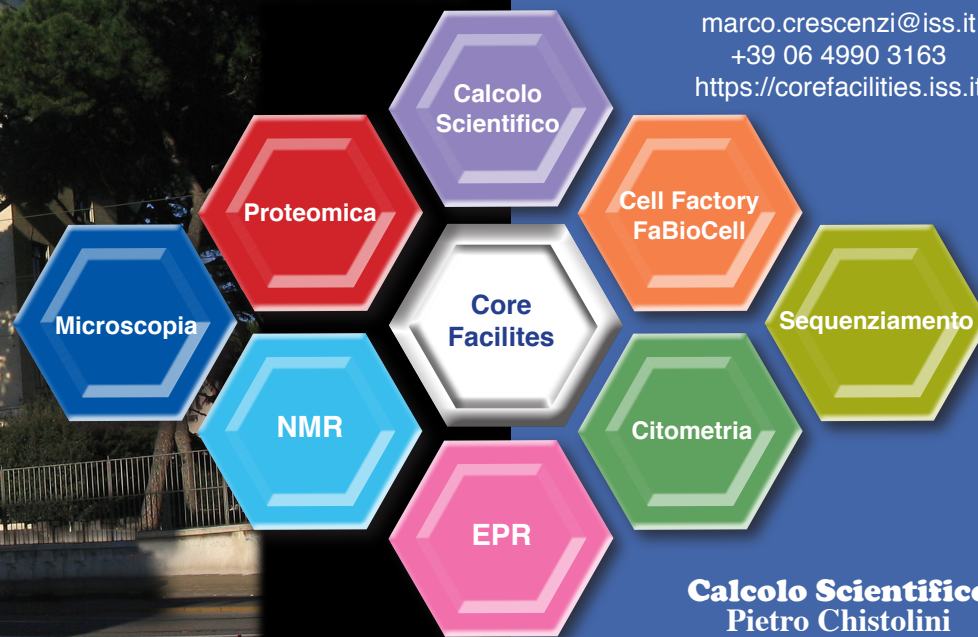 marco.crescenzi@iss.it
+39 06 4990 3163
https://corefacilities.iss.it
Calcolo
Scientifico
Proteomica
Cell Factory
FaBioCell
Microscopia
Core
Facilites
Sequenziamento
NMR
Citometria
EPR
Calcolo Scientifico
Pietro Chistolini